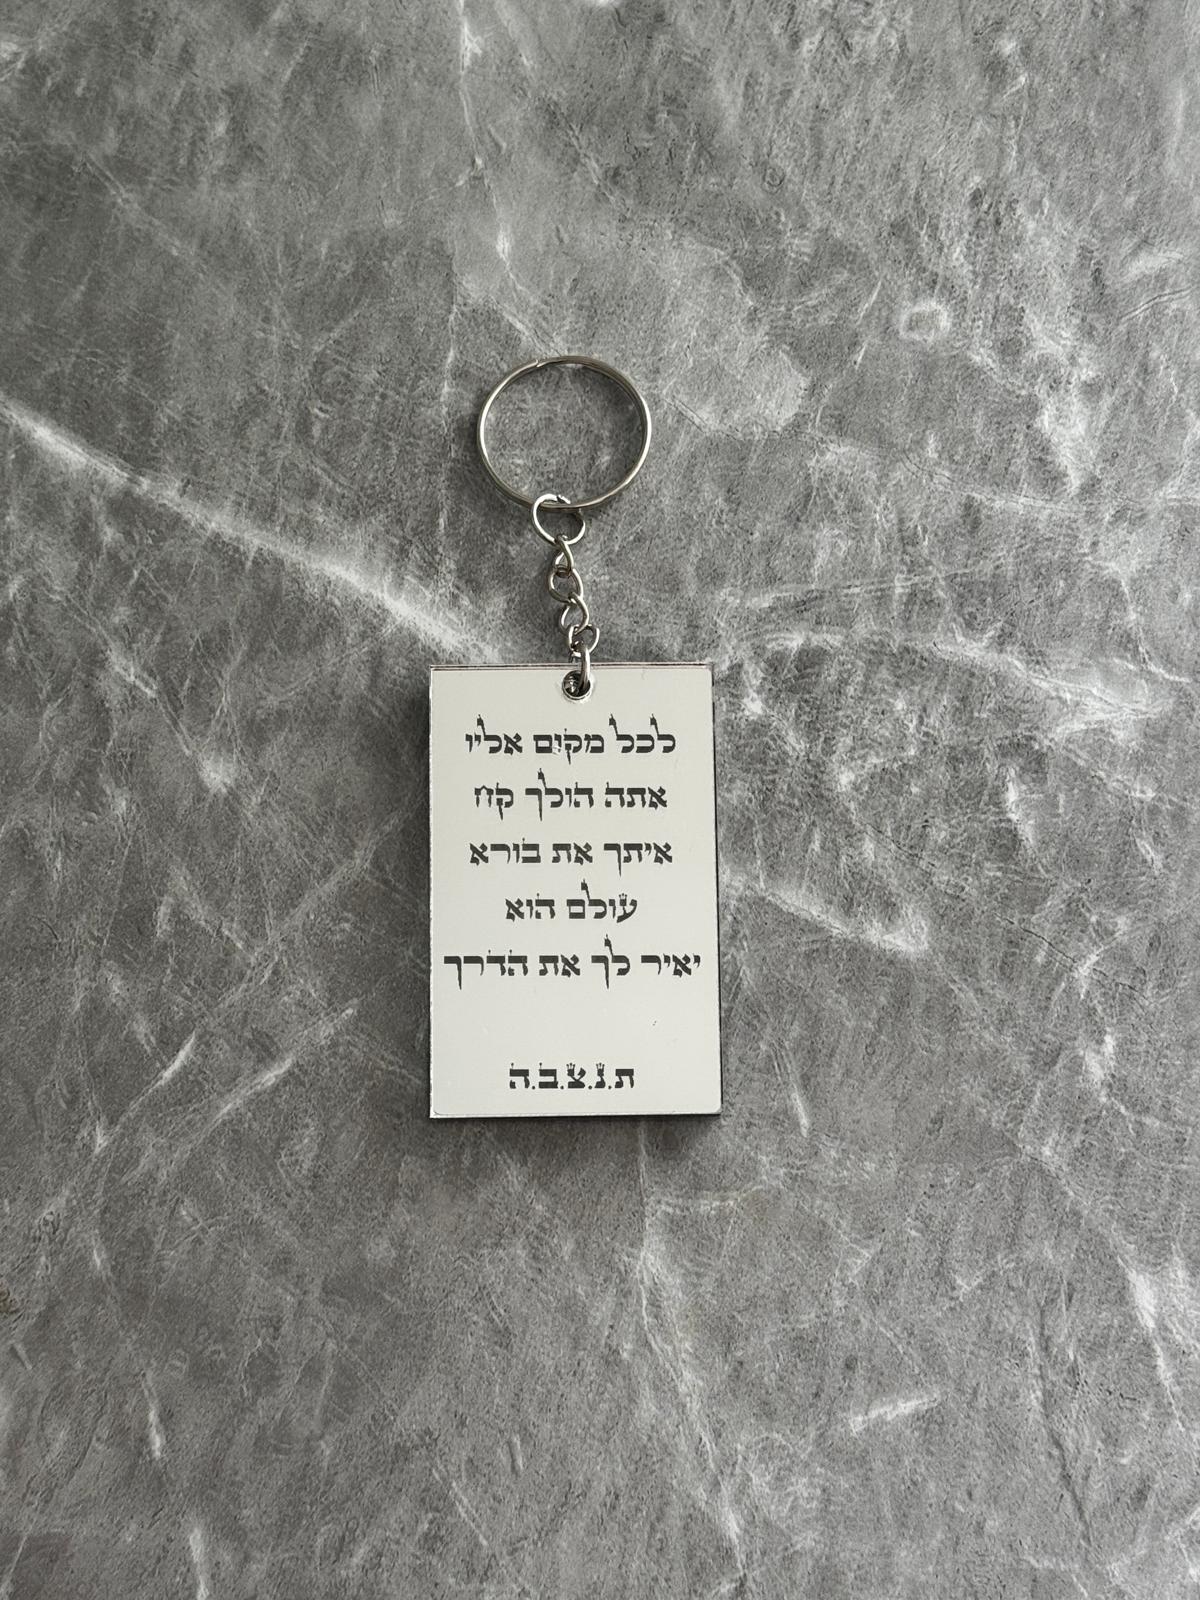 לכל מקום אליו
אתה הולך קח
איתך את בורא
עולם הוא
יאיר לך את הדרך
ת.נ.צ.ב.ה